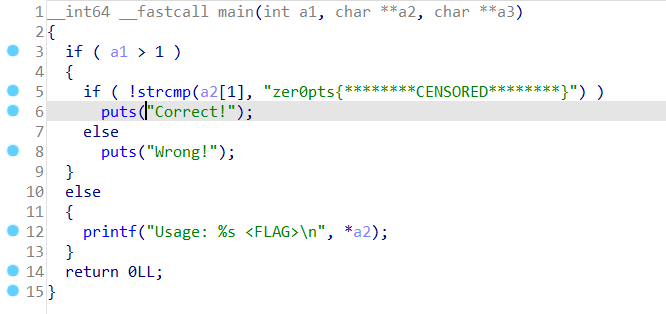 1 __int64 __fastcall main(int a1, char **a2, char **a3)
2 {
3 if ( a1 > 1 )
4 {
5 if ( !strcmp(a2[1], "zer0pts{********CENSORED********}") )
6 puts("Correct!");
7 else
8 puts("Wrong!");
9 }
10 else
11 {
12 printf("Usage: %s <FLAG>\n", *a2);
13 }
14 return 0LL;
15 }